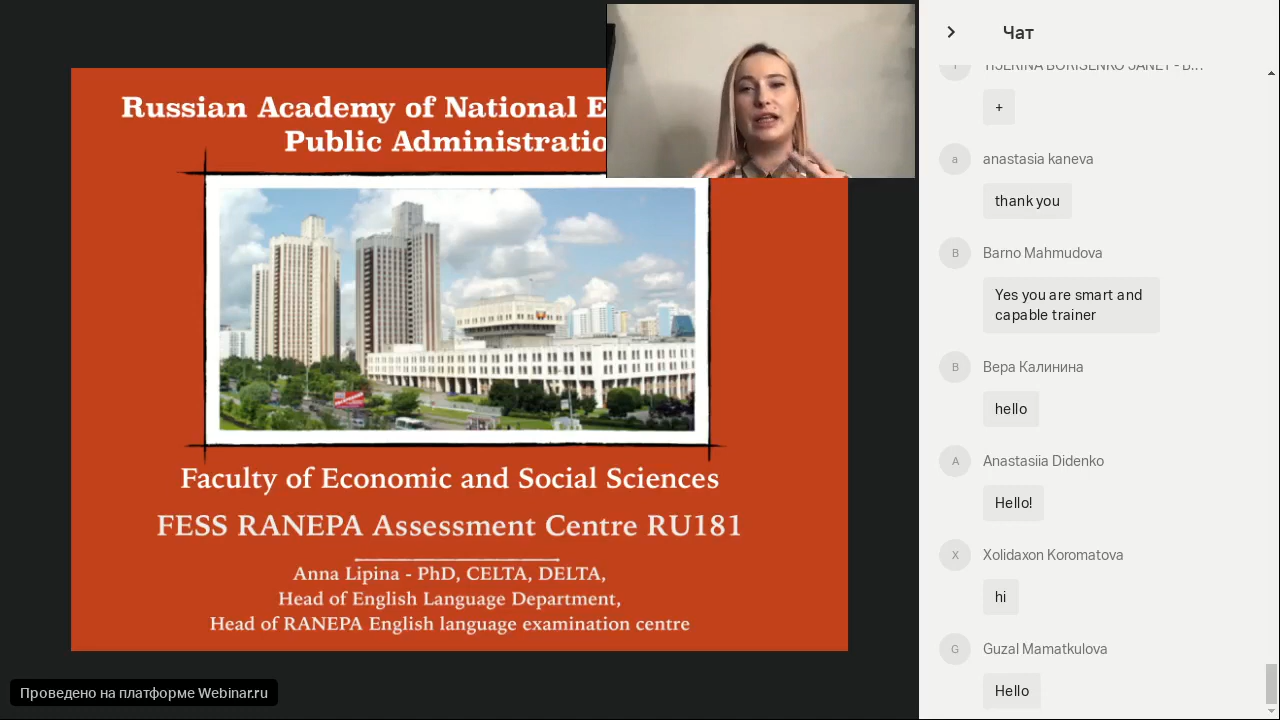 Russian Academy of National E
Public Administratio
Faculty of Economic and Social Sciences
FESS RANEPA Assessment Centre RU181
Anna Lipina - PhD, CELTA, DELTA,
Head of English Language Department,
Head of RANEPA English language examination centre
Проведено на платформе Webinar.ru
Чат
TIJERINA BORISENKO JANET - B...
+
a
anastasia kaneva
thank you
B
Barno Mahmudova
Yes you are smart and
capable trainer
В
Вера Калинина
hello
A
Anastasiia Didenko
Hello!
X
Xolidaxon Koromatova
hi
G
Guzal Mamatkulova
Hello